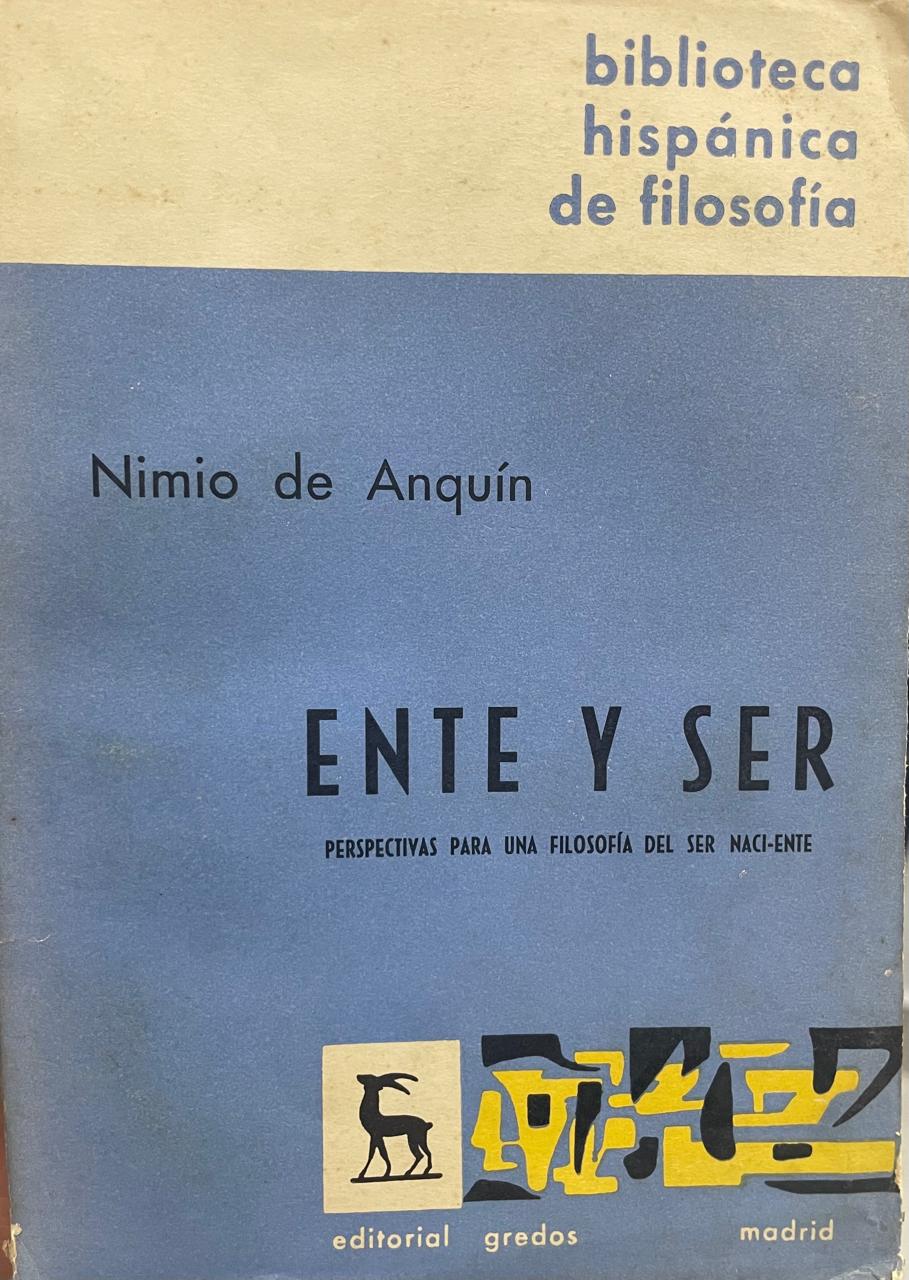 biblioteca
hispánica
de filosofía
Nimio de Anquín
ENTE Y SER
PERSPECTIVAS PARA UNA FILOSOFÍA DEL SER NACI-ENTE
editorial gredos madrid